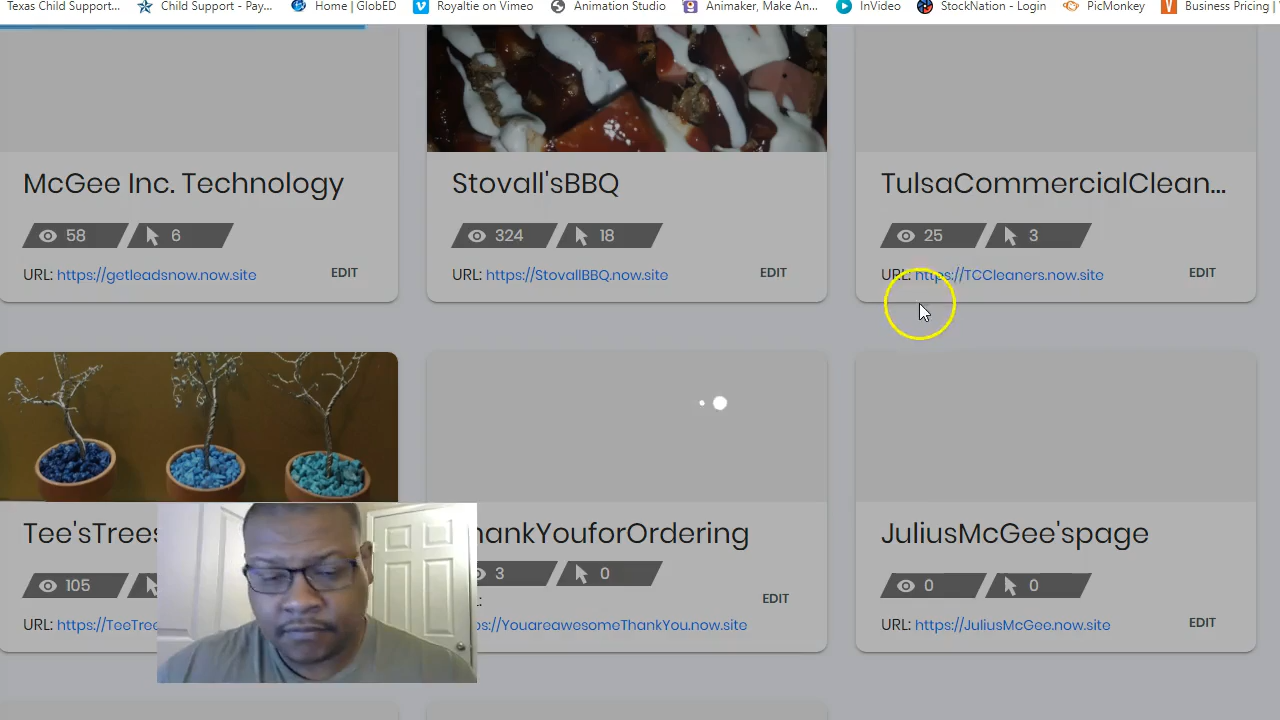 Texas Child Support... Child Support - Pay... Home | GlobED Royaltie on Vimeo Animation Studio Animaker, Make An... InVideo StockNation - Login PicMonkey Business Pricing |
McGee Inc. Technology Stovall'sBBQ TulsaCommercialClean...
58 6 324 18 25 3
URL: https://getleadsnow.now.site EDIT URL: https://StovallBBQ.now.site EDIT URL: https://TCCleaners.now.site EDIT
Tee'sTrees hankYouforOrdering JuliusMcGee'spage
105 3 0 0 0
EDIT
URL: https://TeeTree ps://YouareawesomeThankYou.now.site URL: https://JuliusMcGee.now.site EDIT